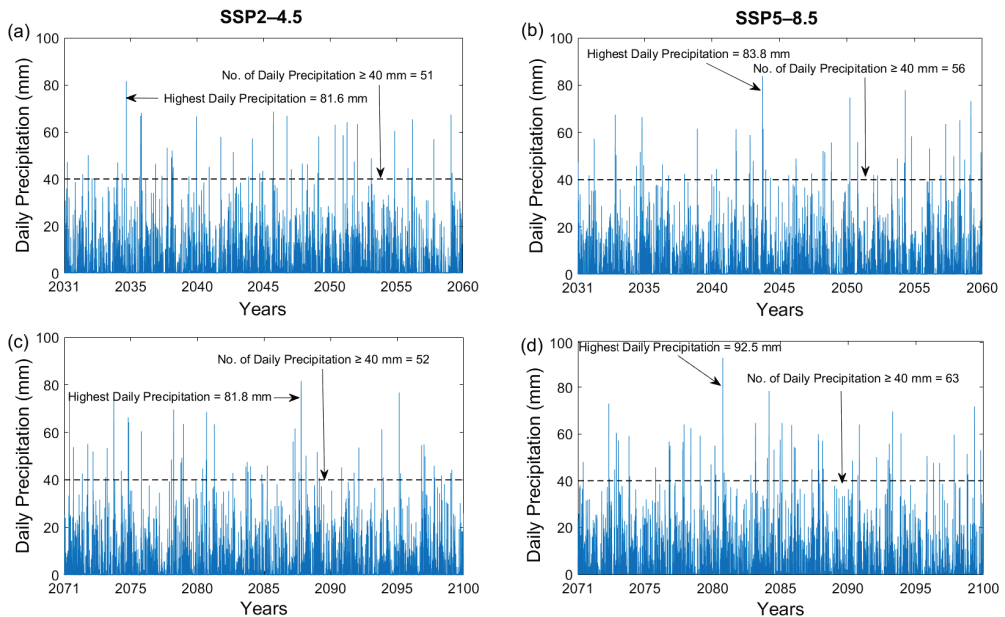 SSP2–4.5
SSP5–8.5
(a)
100
80
60
40
20
0
Daily Precipitation (mm)
No. of Daily Precipitation ≥ 40 mm = 51
Highest Daily Precipitation = 81.6 mm
2031
2035
2040
2045
2050
2055
2060
Years
(b)
100
80
60
40
20
0
Daily Precipitation (mm)
Highest Daily Precipitation = 83.8 mm
No. of Daily Precipitation ≥ 40 mm = 56
2031
2035
2040
2045
2050
2055
2060
Years
(c)
100
80
60
40
20
0
Daily Precipitation (mm)
No. of Daily Precipitation ≥ 40 mm = 52
Highest Daily Precipitation = 81.8 mm
2071
2075
2080
2085
2090
2095
2100
Years
(d)
100
80
60
40
20
0
Daily Precipitation (mm)
Highest Daily Precipitation = 92.5 mm
No. of Daily Precipitation ≥ 40 mm = 63
2071
2075
2080
2085
2090
2095
2100
Years